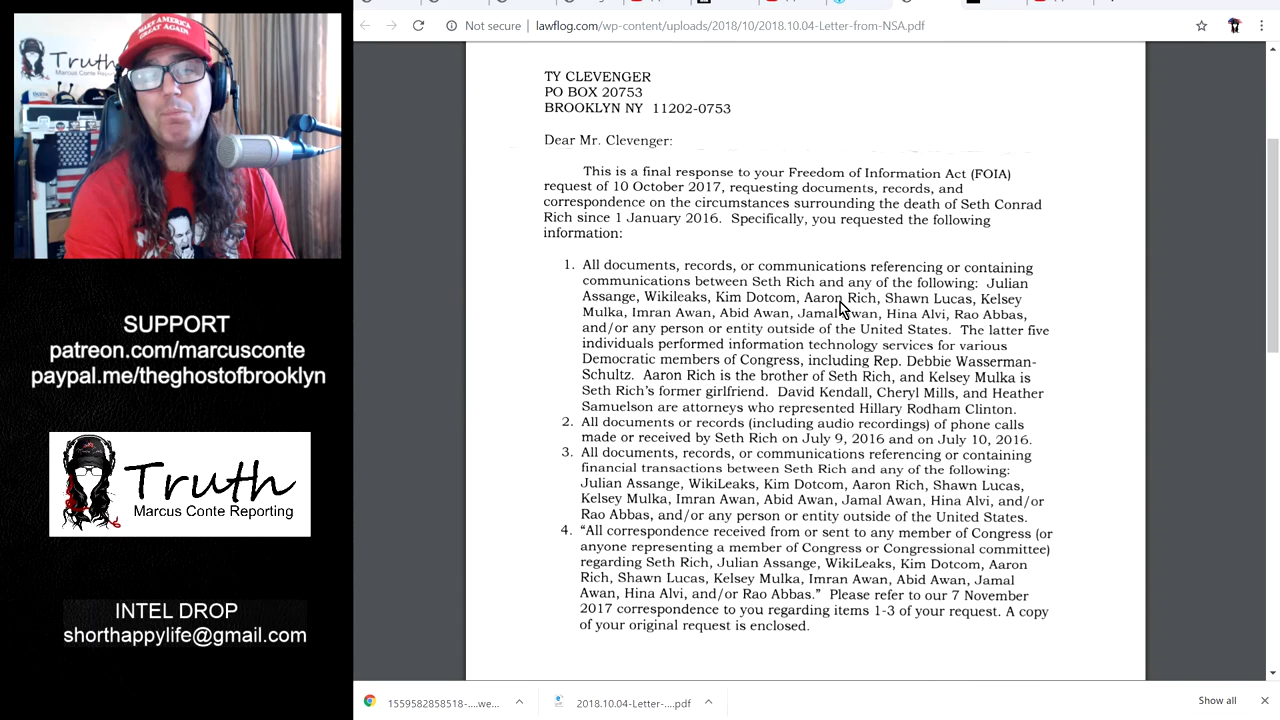 MAKE AMERICA
GREAT AGAIN
Truth
Marcus Conte Reporting
SUPPORT
patreon.com/marcusconte
paypal.me/theghostofbrooklyn
Truth
Marcus Conte Reporting
INTEL DROP
shorthappylife@gmail.com
Not secure | lawflog.com/wp-content/uploads/2018/10/2018.10.04-Letter-from-NSA.pdf
TY CLEVENGER
PO BOX 20753
BROOKLYN NY 11202-0753
Dear Mr. Clevenger:
This is a final response to your Freedom of Information Act (FOIA)
request of 10 October 2017, requesting documents, records, and
correspondence on the circumstances surrounding the death of Seth Conrad
Rich since 1 January 2016. Specifically, you requested the following
information:
1. All documents, records, or communications referencing or containing
communications between Seth Rich and any of the following: Julian
Assange, Wikileaks, Kim Dotcom, Aaron Rich, Shawn Lucas, Kelsey
Mulka, Imran Awan, Abid Awan, Jamal Awan, Hina Alvi, Rao Abbas,
and/or any person or entity outside of the United States. The latter five
individuals performed information technology services for various
Democratic members of Congress, including Rep. Debbie Wasserman-
Schultz. Aaron Rich is the brother of Seth Rich, and Kelsey Mulka is
Seth Rich's former girlfriend. David Kendall, Cheryl Mills, and Heather
Samuelson are attorneys who represented Hillary Rodham Clinton.
2. All documents or records (including audio recordings) of phone calls
made or received by Seth Rich on July 9, 2016 and on July 10, 2016.
3. All documents, records, or communications referencing or containing
financial transactions between Seth Rich and any of the following:
Julian Assange, WikiLeaks, Kim Dotcom, Aaron Rich, Shawn Lucas,
Kelsey Mulka, Imran Awan, Abid Awan, Jamal Awan, Hina Alvi, and/or
Rao Abbas, and/or any person or entity outside of the United States.
4. “All correspondence received from or sent to any member of Congress (or
anyone representing a member of Congress or Congressional committee)
regarding Seth Rich, Julian Assange, WikiLeaks, Kim Dotcom, Aaron
Rich, Shawn Lucas, Kelsey Mulka, Imran Awan, Abid Awan, Jamal
Awan, Hina Alvi, and/or Rao Abbas.” Please refer to our 7 November
2017 correspondence to you regarding items 1-3 of your request. A copy
of your original request is enclosed.
1559582858518-....we...
2018.10.04-Letter-....pdf
Show all